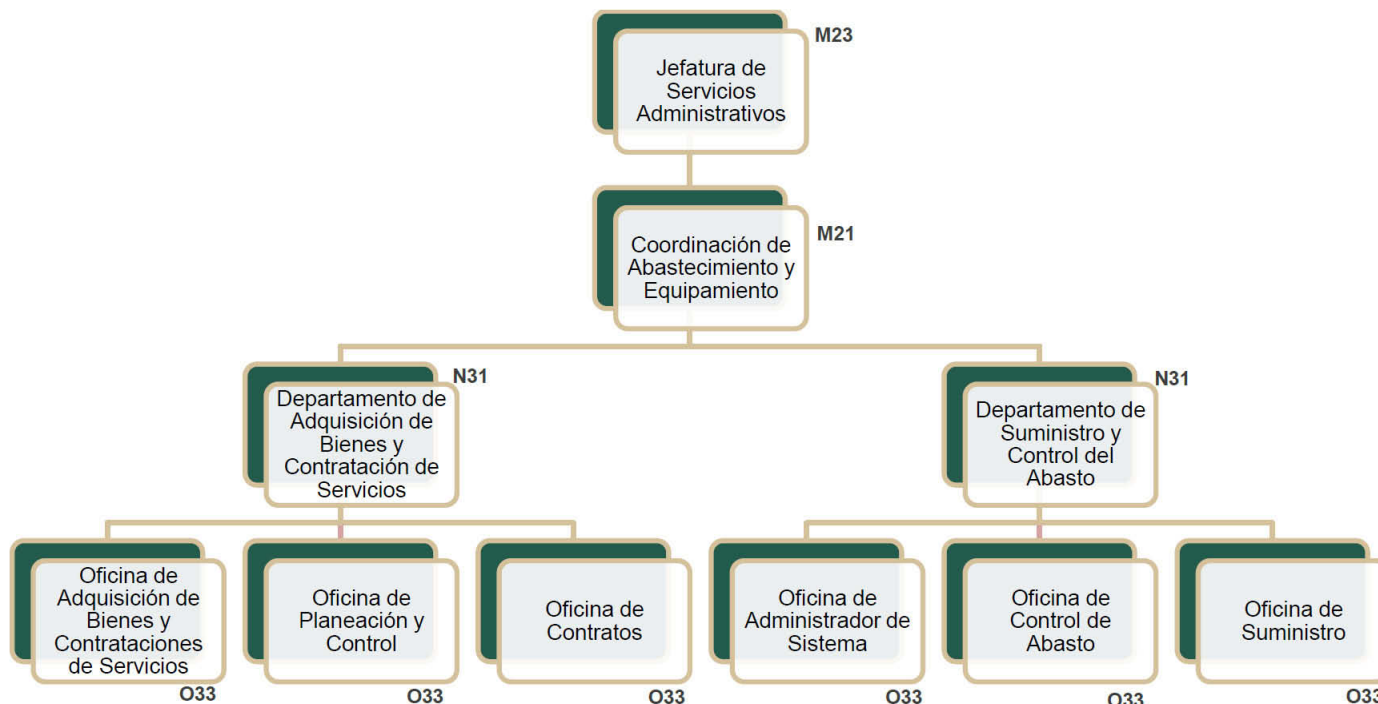 M23
Jefatura de
Servicios
Administrativos
M21
Coordinación de
Abastecimiento y
Equipamiento
N31
Departamento de
Adquisición de
Bienes y
Contratación de
Servicios
N31
Departamento de
Suministro y
Control del
Abasto
Oficina de
Adquisición de
Bienes y
Contrataciones
de Servicios
O33
Oficina de
Planeación y
Control
O33
Oficina de
Contratos
O33
Oficina de
Administrador de
Sistema
O33
Oficina de
Control de
Abasto
O33
Oficina de
Suministro
O33